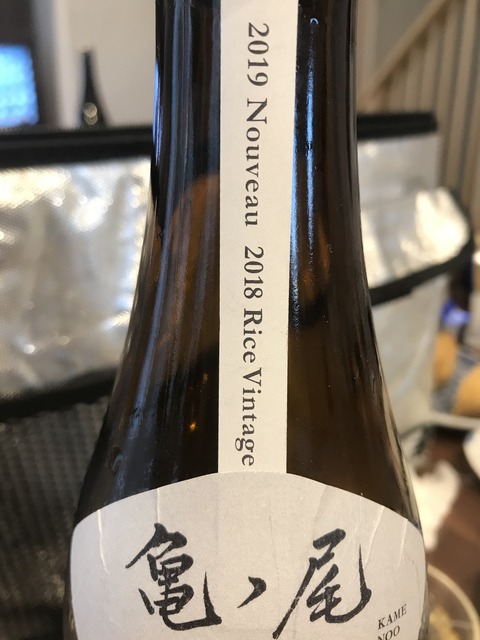 2019 Nouveau 2018 Rice Vintage
亀ノ尾
KAME
NOO